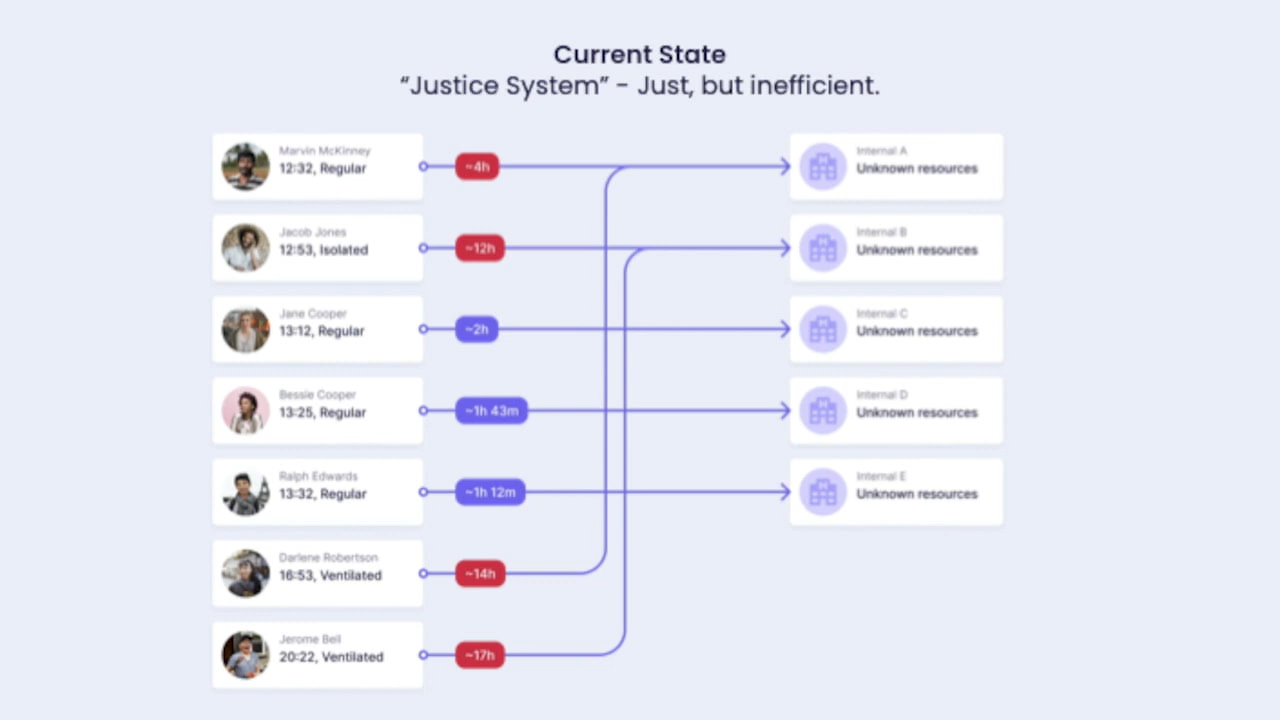 Current State
“Justice System” - Just, but inefficient.
Marvin McKinney
12:32, Regular
~4h
Internal A
Unknown resources
Jacob Jones
12:53, Isolated
~12h
Internal B
Unknown resources
Jane Cooper
13:12, Regular
~2h
Internal C
Unknown resources
Bessie Cooper
13:25, Regular
~1h 43m
Internal D
Unknown resources
Ralph Edwards
13:32, Regular
~1h 12m
Internal E
Unknown resources
Darlene Robertson
16:53, Ventilated
~14h
Jerome Bell
20:22, Ventilated
~17h